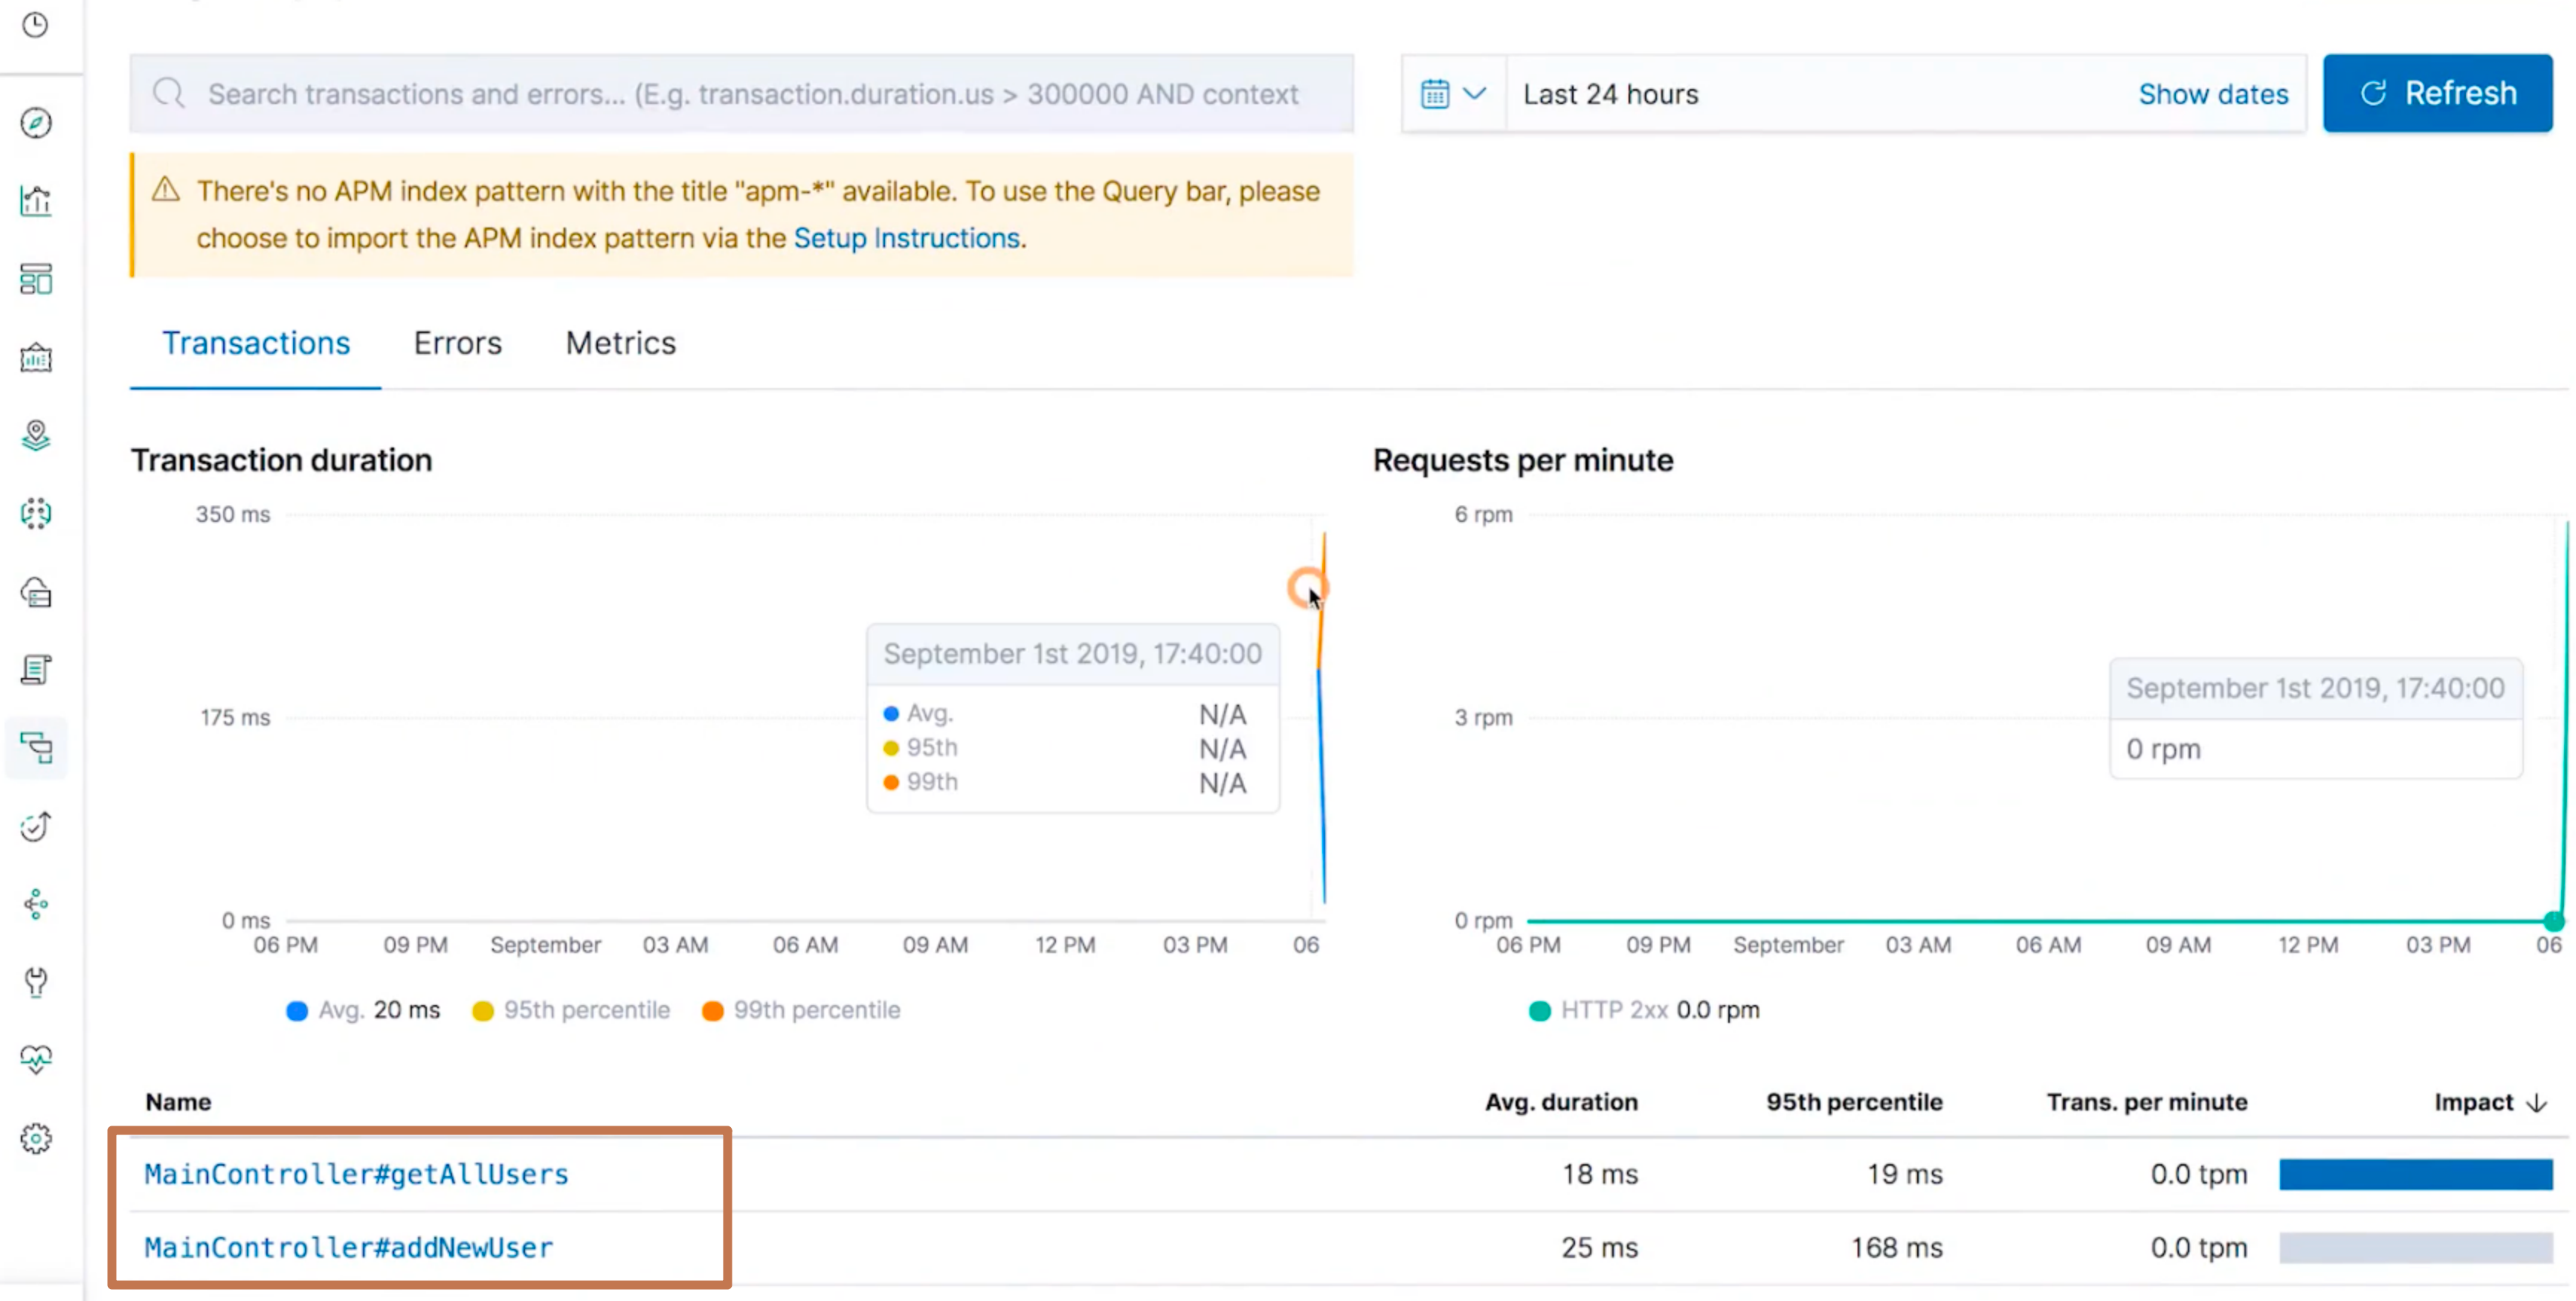 Search transactions and errors... (E.g. transaction.duration.us > 300000 AND context
Last 24 hours
Show dates
Refresh
There's no APM index pattern with the title "apm-*" available. To use the Query bar, please
choose to import the APM index pattern via the Setup Instructions.
Transactions
Errors
Metrics
Transaction duration
350 ms
175 ms
0 ms
06 PM 09 PM September 03 AM 06 AM 09 AM 12 PM 03 PM 06
September 1st 2019, 17:40:00
Avg. N/A
95th N/A
99th N/A
Avg. 20 ms 95th percentile 99th percentile
Requests per minute
6 rpm
3 rpm
0 rpm
06 PM 09 PM September 03 AM 06 AM 09 AM 12 PM 03 PM 06
September 1st 2019, 17:40:00
0 rpm
HTTP 2xx 0.0 rpm
Name Avg. duration 95th percentile Trans. per minute Impact
MainController#getAllUsers 18 ms 19 ms 0.0 tpm
MainController#addNewUser 25 ms 168 ms 0.0 tpm